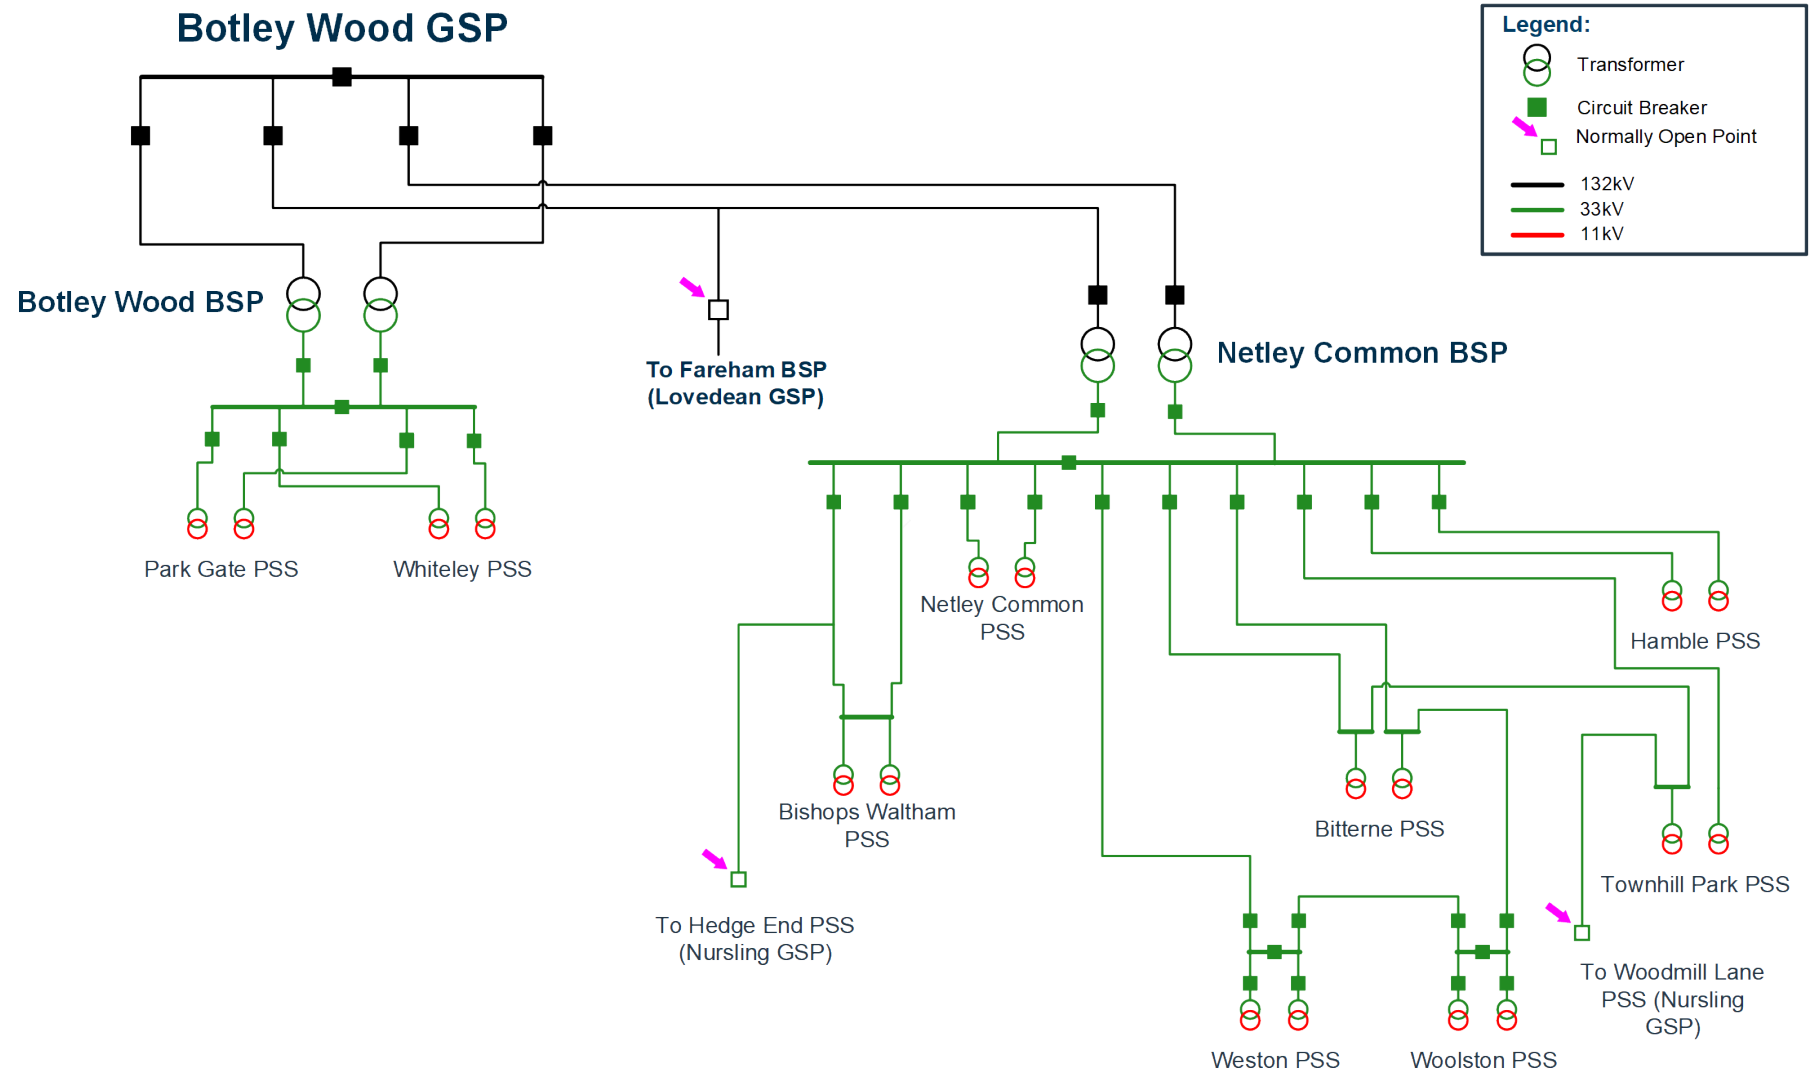 Botley Wood GSP
Legend:
Transformer
Circuit Breaker
Normally Open Point
132kV
33kV
11kV
Botley Wood BSP
Netley Common BSP
To Fareham BSP
(Lovedean GSP)
Park Gate PSS
Whiteley PSS
Netley Common
PSS
Hamble PSS
Bishops Waltham
PSS
Bitterne PSS
Townhill Park PSS
To Hedge End PSS
(Nursling GSP)
To Woodmill Lane
PSS (Nursling
GSP)
Weston PSS
Woolston PSS